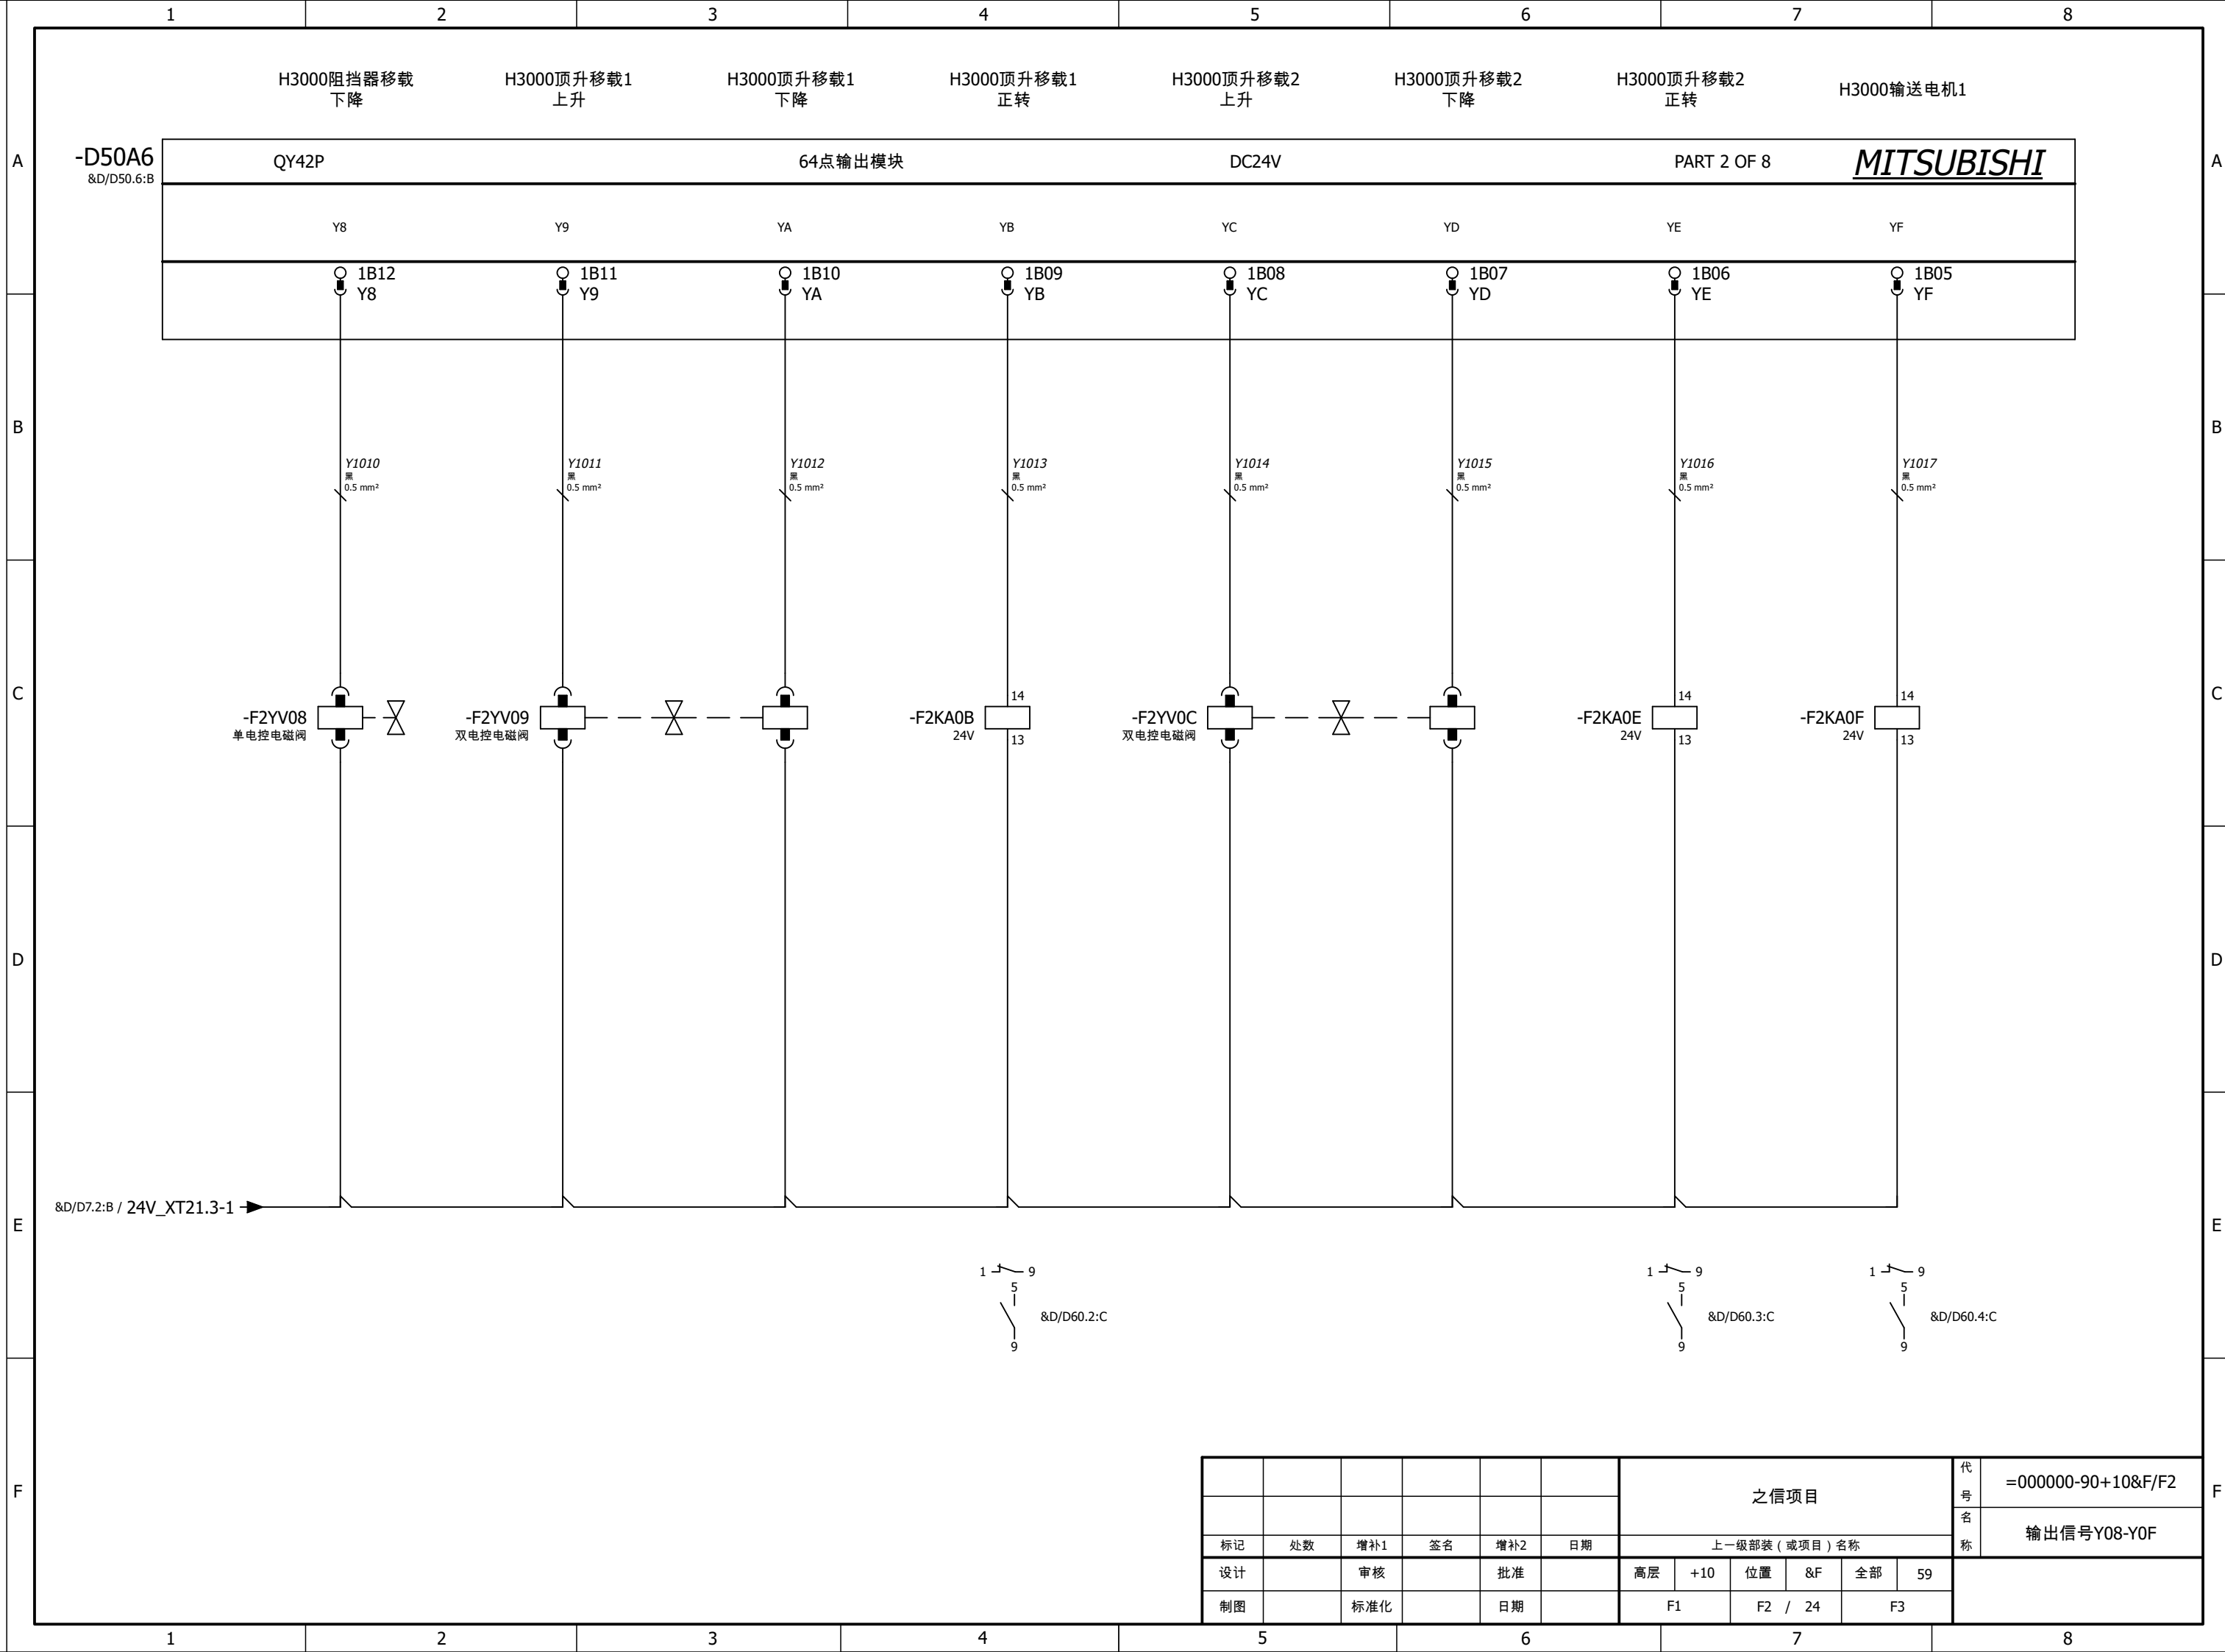 1 2 3 4 5 6 7 8
H3000阻挡器移载 H3000顶升移载1 H3000顶升移载1 H3000顶升移载1 H3000顶升移载2 H3000顶升移载2 H3000顶升移载2 H3000输送电机1
下降 上升 下降 正转 上升 下降 正转
A -D50A6 QY42P 64点输出模块 DC24V PART 2 OF 8 MITSUBISHI A
&D/D50.6:B
Y8 Y9 YA YB YC YD YE YF
1B12 1B11 1B10 1B09 1B08 1B07 1B06 1B05
Y8 Y9 YA YB YC YD YE YF
B B
Y1010 Y1011 Y1012 Y1013 Y1014 Y1015 Y1016 Y1017
黑 黑 黑 黑 黑 黑 黑 黑
0.5 mm² 0.5 mm² 0.5 mm² 0.5 mm² 0.5 mm² 0.5 mm² 0.5 mm² 0.5 mm²
C 14 14 14 C
-F2YV08 -F2YV09 -F2KA0B -F2YV0C -F2KA0E -F2KA0F
单电控电磁阀 双电控电磁阀 24V 双电控电磁阀 24V 24V
13 13 13
D D
&D/D7.2:B / 24V_XT21.3-1
E E
1 9 1 9 1 9
5 5 5
&D/D60.2:C &D/D60.3:C &D/D60.4:C
9 9 9
F F
之信项目 代号 =000000-90+10&F/F2
名称 输出信号Y08-Y0F
标记 处数 增补1 签名 增补2 日期 上一级部装（或项目）名称
设计 审核 批准 高层 +10 位置 &F 全部 59
制图 标准化 日期 F1 F2 / 24 F3
1 2 3 4 5 6 7 8